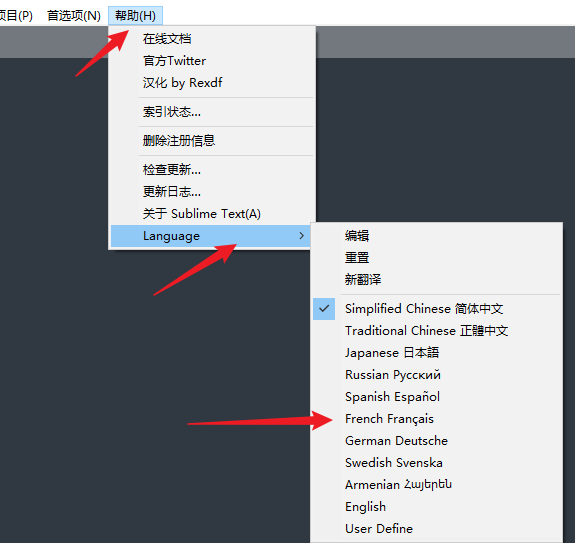 项目(P) 首选项(N) 帮助(H)
在线文档
官方Twitter
汉化 by Rexdf
索引状态...
删除注册信息
检查更新...
更新日志...
关于 Sublime Text(A)
Language
编辑
重置
新翻译
Simplified Chinese 简体中文
Traditional Chinese 正體中文
Japanese 日本語
Russian Русский
Spanish Español
French Français
German Deutsche
Swedish Svenska
Armenian Հայերեն
English
User Define